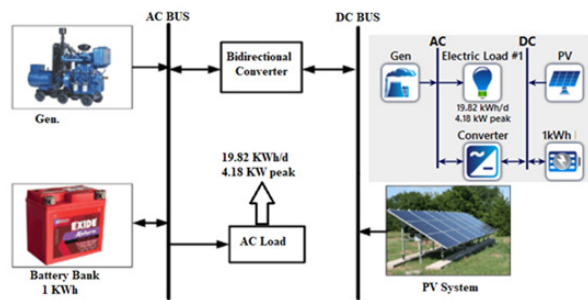 AC BUS
DC BUS
Gen.
Bidirectional
Converter
19.82 KWh/d
4.18 KW peak
AC Load
EXIDE
Battery Bank
1 KWh
PV System
AC
DC
Gen
Electric Load #1
PV
19.82 kWh/d
4.18 kW peak
Converter
1kWh